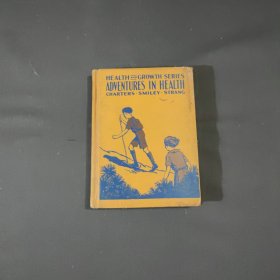 HEALTH AND GROWTH SERIES
ADVENTURES IN HEALTH
CHARTERS · SMILEY · STRANG